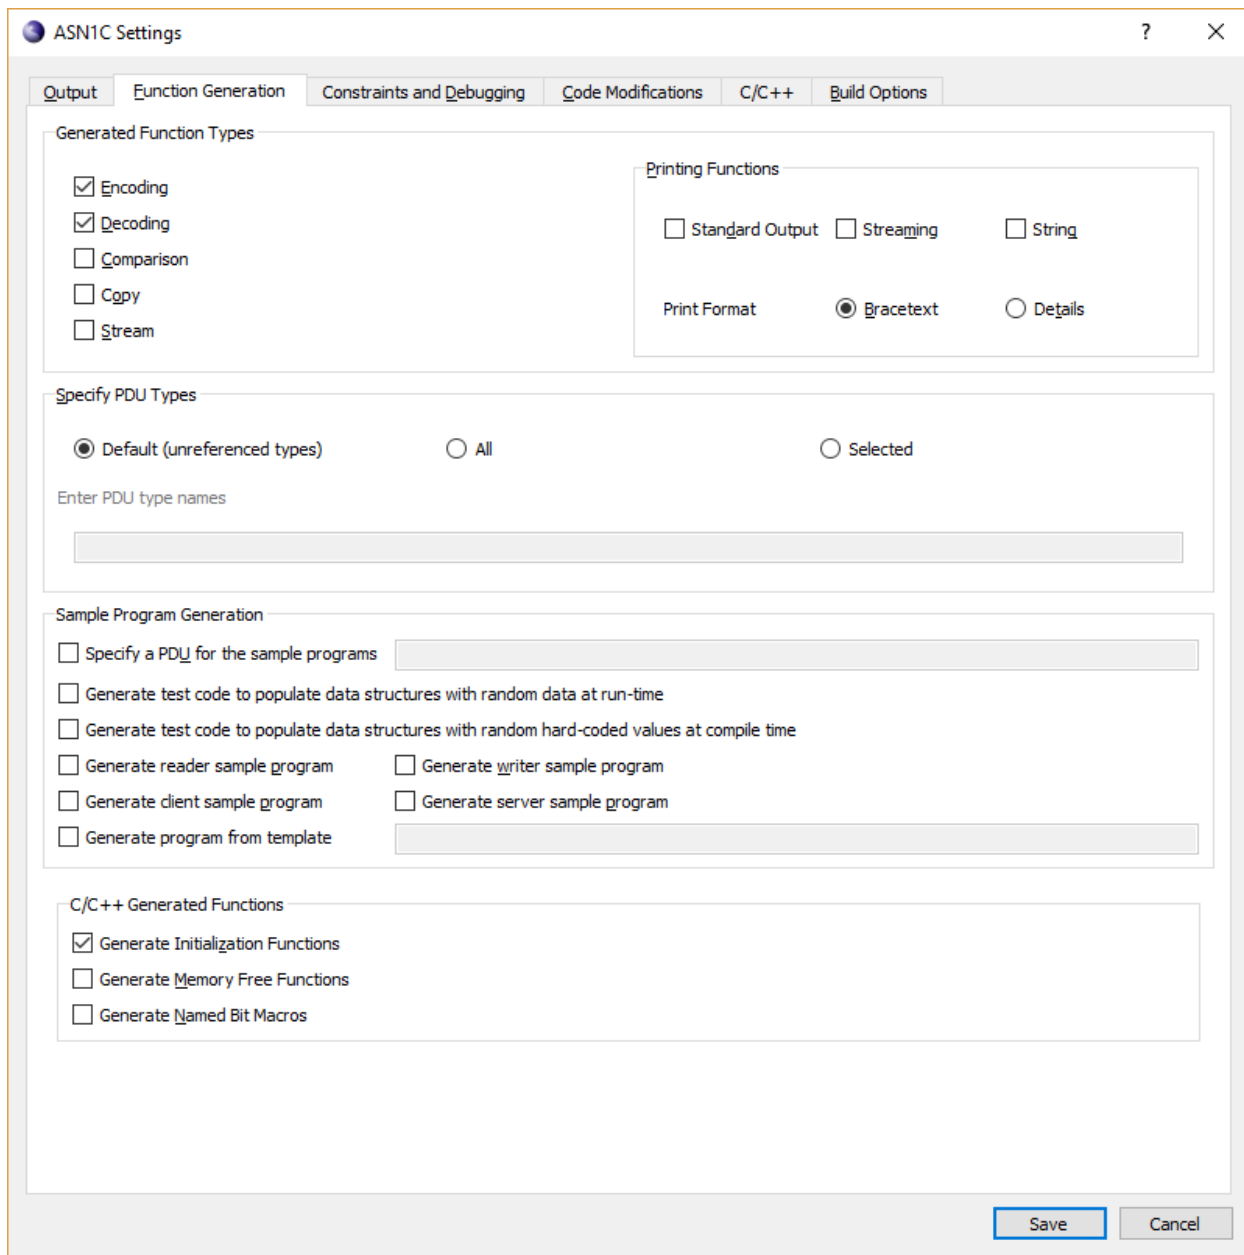 ASN1C Settings ?
Output Function Generation Constraints and Debugging Code Modifications C/C++ Build Options
Generated Function Types
Printing Functions
Encoding
Decoding
Comparison
Copy
Stream
Standard Output Streaming String
Print Format Bracetext Details
Specify PDU Types
Default (unreferenced types) All Selected
Enter PDU type names
Sample Program Generation
Specify a PDU for the sample programs
Generate test code to populate data structures with random data at run-time
Generate test code to populate data structures with random hard-coded values at compile time
Generate reader sample program Generate writer sample program
Generate client sample program Generate server sample program
Generate program from template
C/C++ Generated Functions
Generate Initialization Functions
Generate Memory Free Functions
Generate Named Bit Macros
Save Cancel